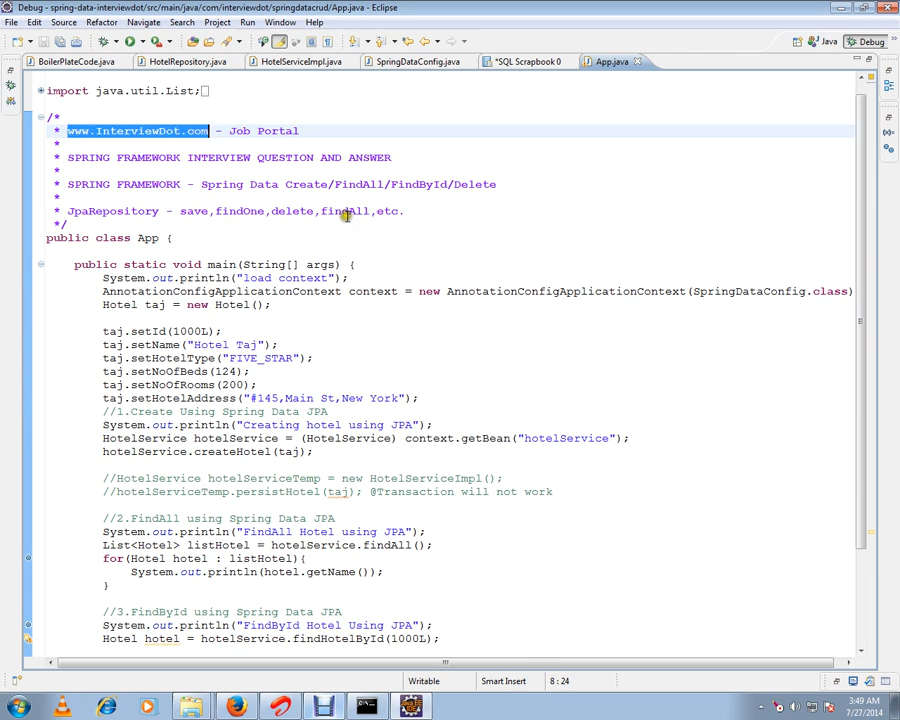 Debug - spring-data-interviewdot/src/main/java/com/interviewdot/springdatacrud/App.java - Eclipse
File Edit Source Refactor Navigate Search Project Run Window Help
Java Debug
BoilerPlateCode.java HotelRepository.java HotelServiceImpl.java SpringDataConfig.java *SQL Scrapbook 0 App.java
import java.util.List;
/*
* www.InterviewDot.com - Job Portal
*
* SPRING FRAMEWORK INTERVIEW QUESTION AND ANSWER
*
* SPRING FRAMEWORK - Spring Data Create/FindAll/FindById/Delete
*
* JpaRepository - save,findOne,delete,findAll,etc.
*/
public class App {
public static void main(String[] args) {
System.out.println("load context");
AnnotationConfigApplicationContext context = new AnnotationConfigApplicationContext(SpringDataConfig.class)
Hotel taj = new Hotel();
taj.setId(1000L);
taj.setName("Hotel Taj");
taj.setHotelType("FIVE_STAR");
taj.setNoOfBeds(124);
taj.setNoOfRooms(200);
taj.setHotelAddress("#145,Main St,New York");
//1.Create Using Spring Data JPA
System.out.println("Creating hotel using JPA");
HotelService hotelService = (HotelService) context.getBean("hotelService");
hotelService.createHotel(taj);
//HotelService hotelServiceTemp = new HotelServiceImpl();
//hotelServiceTemp.persistHotel(taj); @Transaction will not work
//2.FindAll using Spring Data JPA
System.out.println("FindAll Hotel using JPA");
List<Hotel> listHotel = hotelService.findAll();
for(Hotel hotel : listHotel){
System.out.println(hotel.getName());
}
//3.FindById using Spring Data JPA
System.out.println("FindById Hotel Using JPA");
Hotel hotel = hotelService.findHotelById(1000L);
Writable Smart Insert 8 : 24
3:49 AM
7/27/2014